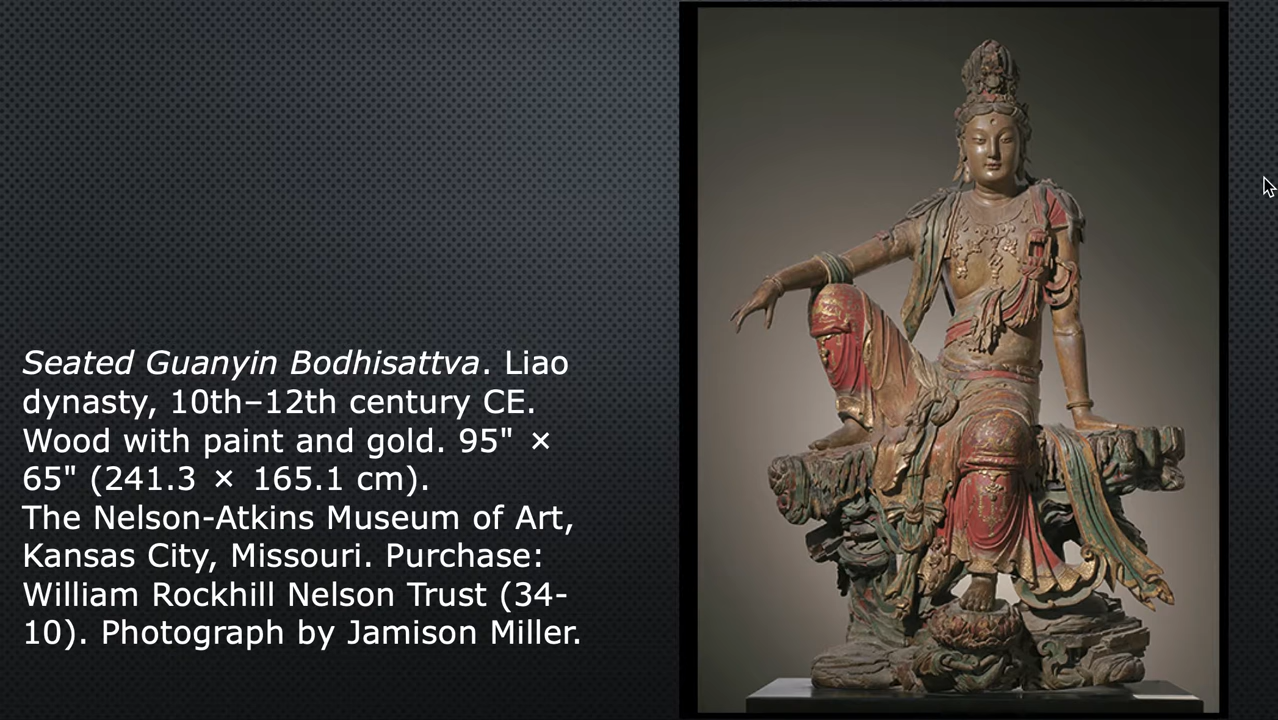 Seated Guanyin Bodhisattva. Liao
dynasty, 10th–12th century CE.
Wood with paint and gold. 95" ×
65" (241.3 × 165.1 cm).
The Nelson-Atkins Museum of Art,
Kansas City, Missouri. Purchase:
William Rockhill Nelson Trust (34-
10). Photograph by Jamison Miller.